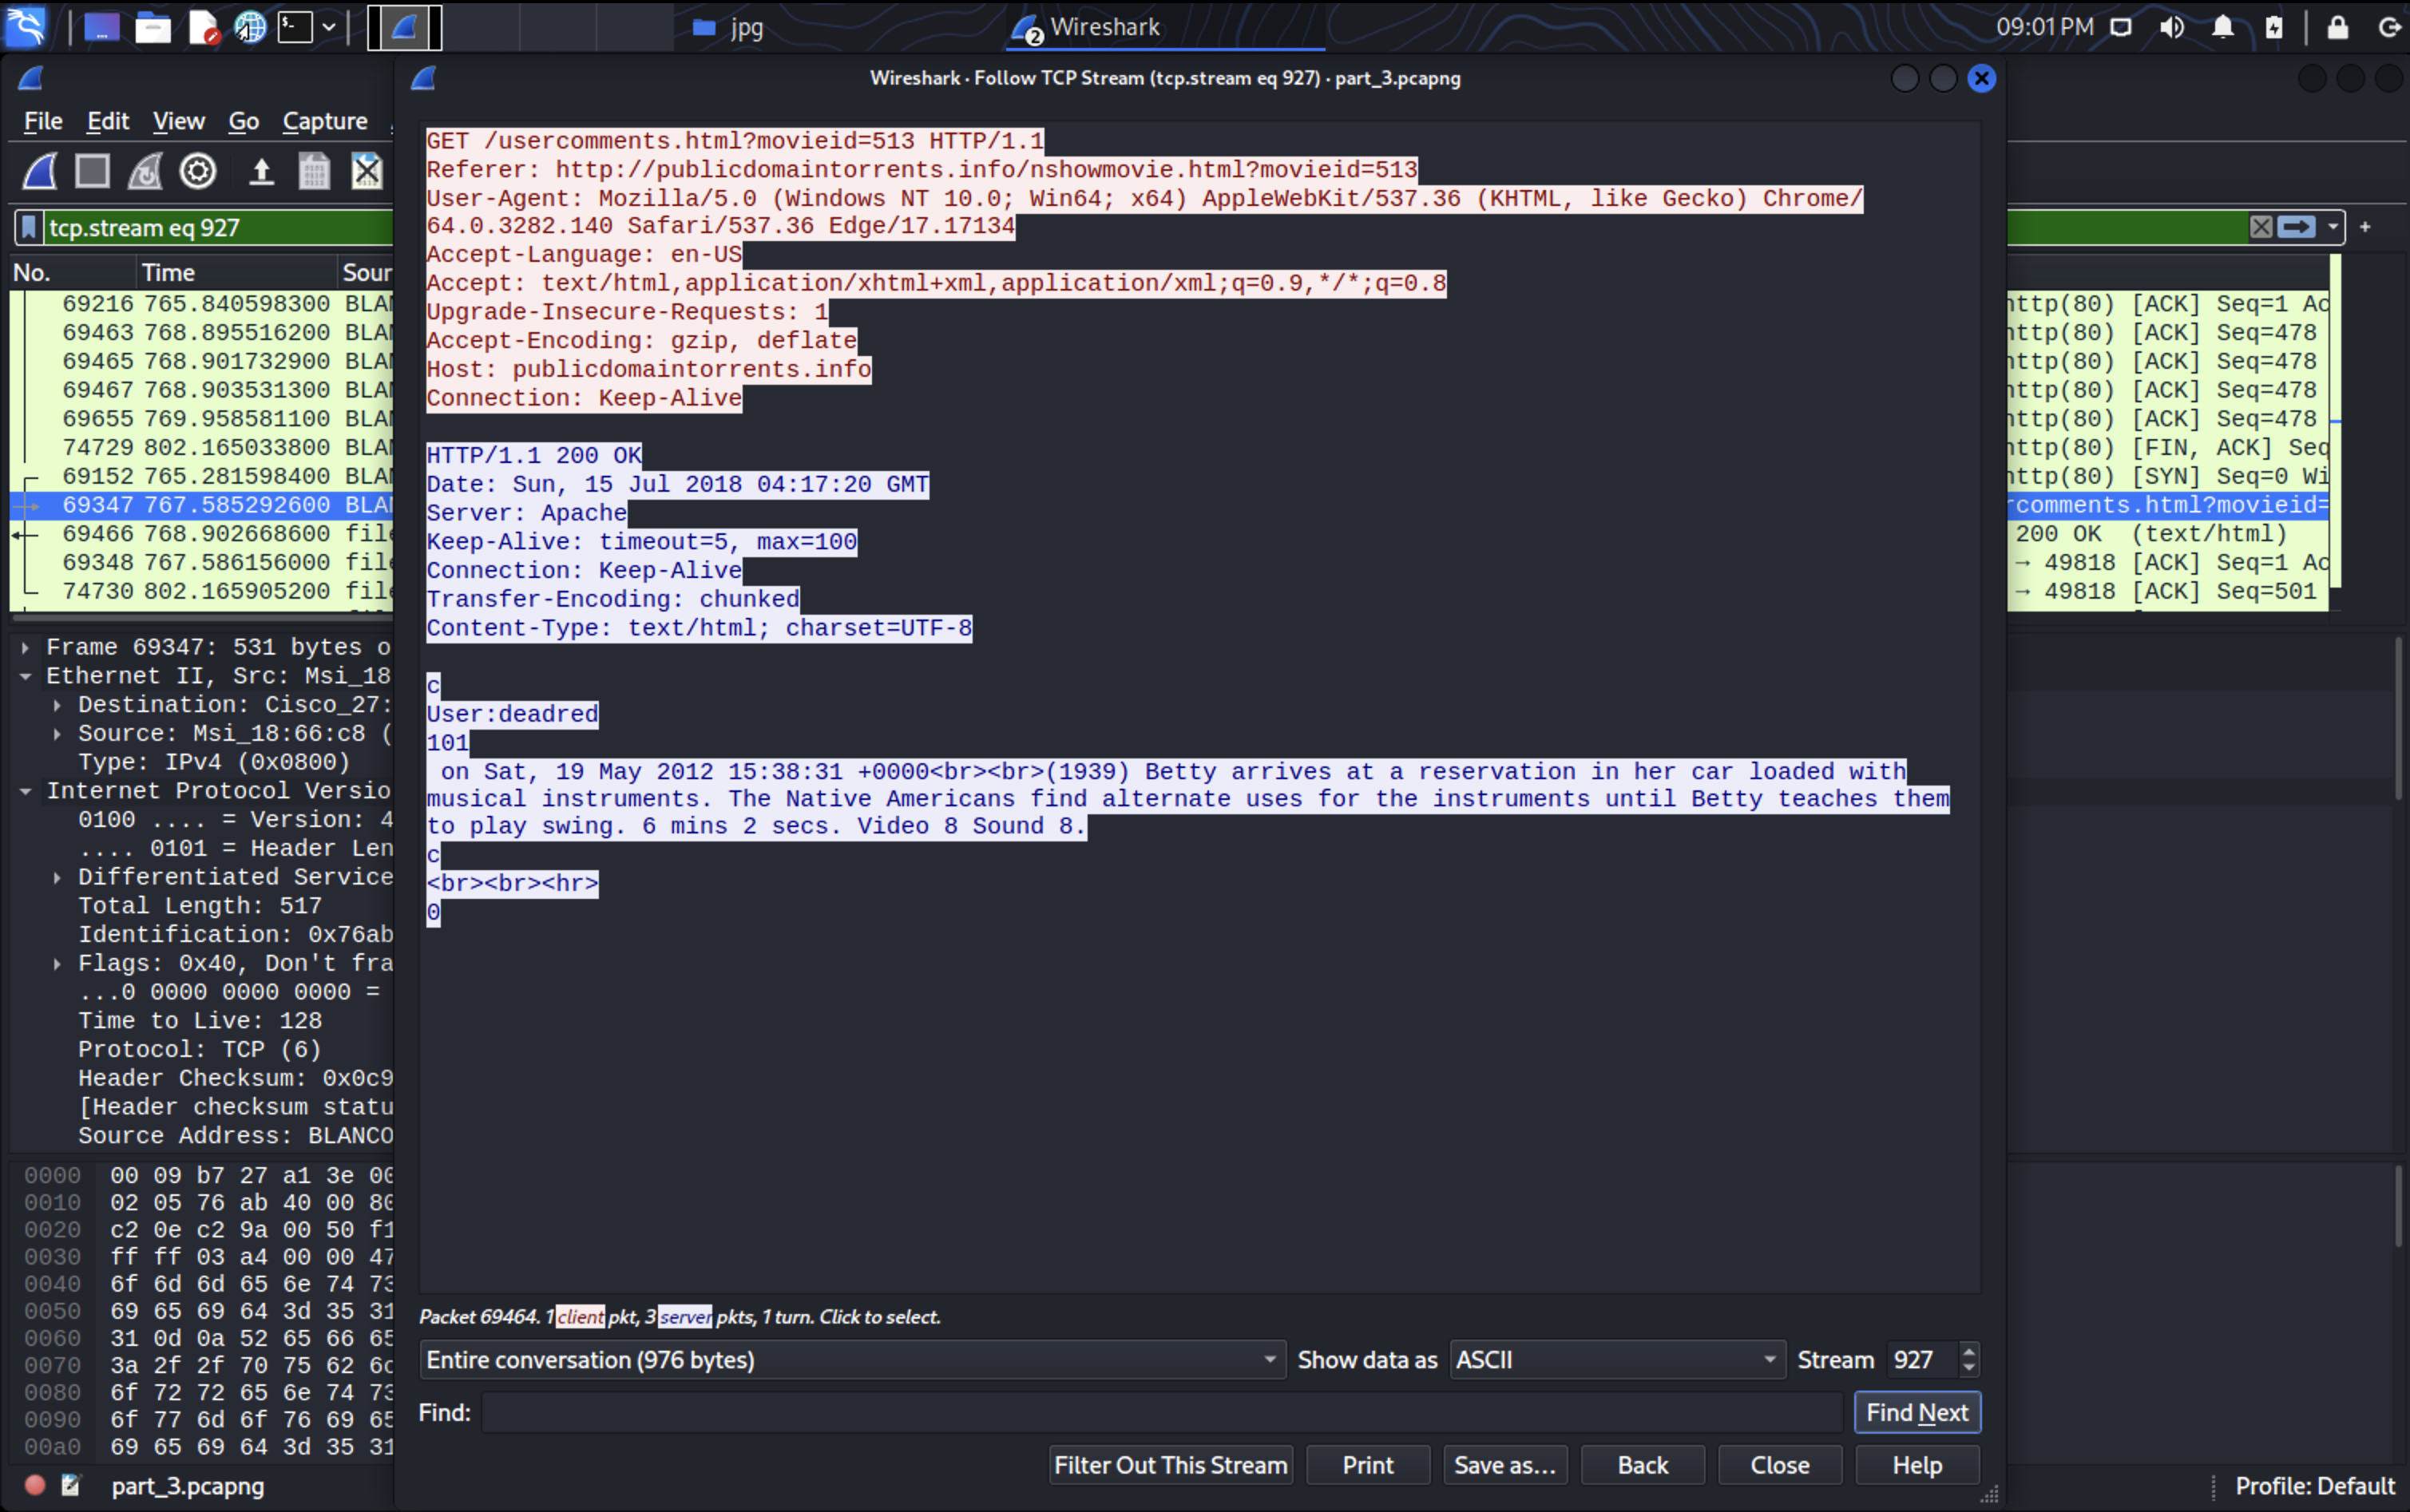 jpg
2 Wireshark
09:01 PM
Wireshark · Follow TCP Stream (tcp.stream eq 927) · part_3.pcapng
File Edit View Go Capture
tcp.stream eq 927
No. Time Sour
69216 765.840598300 BLAN
69463 768.895516200 BLAN
69465 768.901732900 BLAN
69467 768.903531300 BLAN
69655 769.958581100 BLAN
74729 802.165033800 BLAN
69152 765.281598400 BLAN
69347 767.585292600 BLAN
69466 768.902668600 file
69348 767.586156000 file
74730 802.165905200 file
Frame 69347: 531 bytes o
Ethernet II, Src: Msi_18
Destination: Cisco_27:
Source: Msi_18:66:c8 (
Type: IPv4 (0x0800)
Internet Protocol Versio
0100 .... = Version: 4
.... 0101 = Header Len
Differentiated Service
Total Length: 517
Identification: 0x76ab
Flags: 0x40, Don't fra
...0 0000 0000 0000 =
Time to Live: 128
Protocol: TCP (6)
Header Checksum: 0x0c9
[Header checksum statu
Source Address: BLANCO
0000 00 09 b7 27 a1 3e 00
0010 02 05 76 ab 40 00 80
0020 c2 0e c2 9a 00 50 f1
0030 ff ff 03 a4 00 00 47
0040 6f 6d 6d 65 6e 74 73
0050 69 65 69 64 3d 35 31
0060 31 0d 0a 52 65 66 65
0070 3a 2f 2f 70 75 62 6c
0080 6f 72 72 65 6e 74 73
0090 6f 77 6d 6f 76 69 65
00a0 69 65 69 64 3d 35 31
part_3.pcapng
GET /usercomments.html?movieid=513 HTTP/1.1
Referer: http://publicdomaintorrents.info/nshowmovie.html?movieid=513
User-Agent: Mozilla/5.0 (Windows NT 10.0; Win64; x64) AppleWebKit/537.36 (KHTML, like Gecko) Chrome/
64.0.3282.140 Safari/537.36 Edge/17.17134
Accept-Language: en-US
Accept: text/html,application/xhtml+xml,application/xml;q=0.9,*/*;q=0.8
Upgrade-Insecure-Requests: 1
Accept-Encoding: gzip, deflate
Host: publicdomaintorrents.info
Connection: Keep-Alive
HTTP/1.1 200 OK
Date: Sun, 15 Jul 2018 04:17:20 GMT
Server: Apache
Keep-Alive: timeout=5, max=100
Connection: Keep-Alive
Transfer-Encoding: chunked
Content-Type: text/html; charset=UTF-8
c
User:deadred
101
on Sat, 19 May 2012 15:38:31 +0000<br><br>(1939) Betty arrives at a reservation in her car loaded with
musical instruments. The Native Americans find alternate uses for the instruments until Betty teaches them
to play swing. 6 mins 2 secs. Video 8 Sound 8.
c
<br><br><hr>
0
Packet 69464. 1 client pkt, 3 server pkts, 1 turn. Click to select.
Entire conversation (976 bytes) Show data as ASCII Stream 927
Find: Find Next
Filter Out This Stream Print Save as... Back Close Help
http(80) [ACK] Seq=1 Ac
http(80) [ACK] Seq=478
http(80) [ACK] Seq=478
http(80) [ACK] Seq=478
http(80) [ACK] Seq=478
http(80) [FIN, ACK] Seq
http(80) [SYN] Seq=0 Wi
rcomments.html?movieid=
200 OK (text/html)
→ 49818 [ACK] Seq=1 Ac
→ 49818 [ACK] Seq=501
Profile: Default